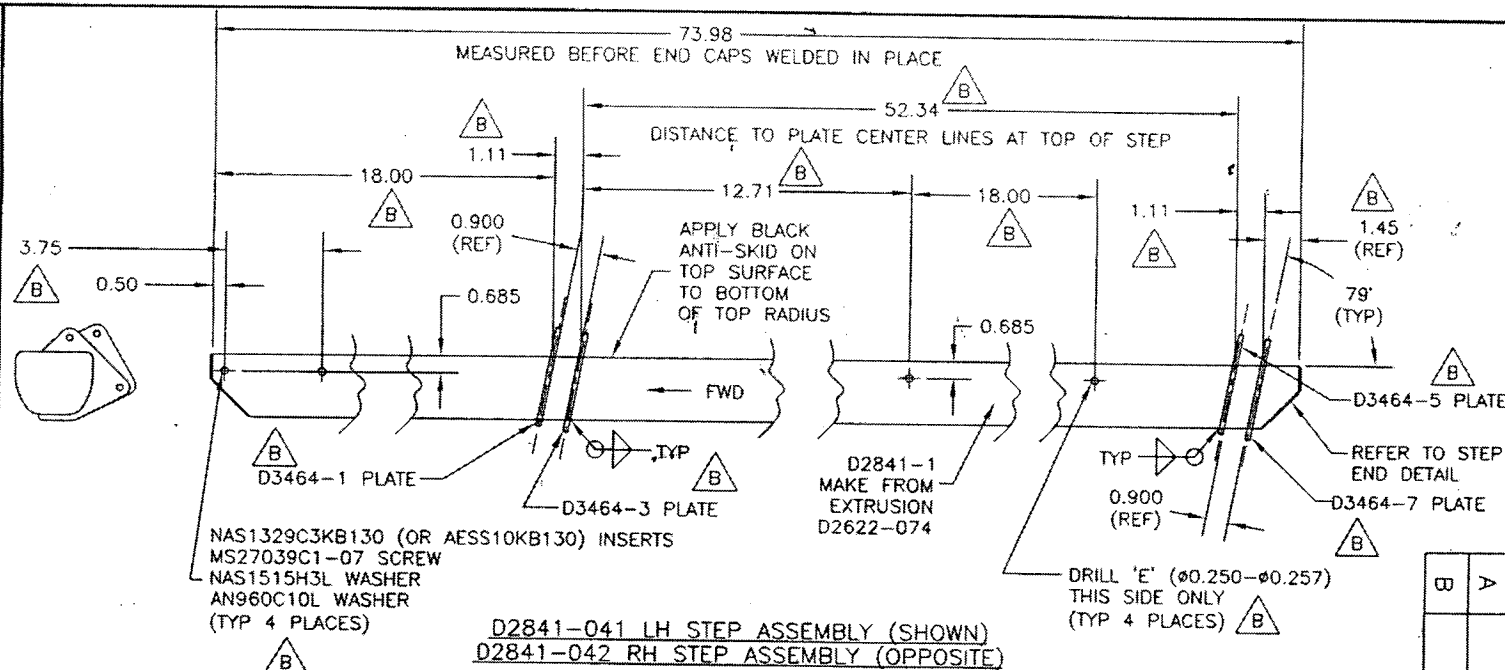 73.98
MEASURED BEFORE END CAPS WELDED IN PLACE
B
52.34
B
1.11
DISTANCE TO PLATE CENTER LINES AT TOP OF STEP
B
18.00
B
12.71
18.00
B
1.11
B
B
1.45
(REF)
3.75
B
0.50
0.900
(REF)
0.685
APPLY BLACK
ANTI-SKID ON
TOP SURFACE
TO BOTTOM
OF TOP RADIUS
0.685
79°
(TYP)
FWD
B
D3464-5 PLATE
B
D3464-1 PLATE
TYP
B
D3464-3 PLATE
D2841-1
MAKE FROM
EXTRUSION
D2622-074
TYP
0.900
(REF)
REFER TO STEP
END DETAIL
D3464-7 PLATE
B
NAS1329C3KB130 (OR AESS10KB130) INSERTS
MS27039C1-07 SCREW
NAS1515H3L WASHER
AN960C10L WASHER
(TYP 4 PLACES)
B
DRILL 'E' (ø0.250-ø0.257)
THIS SIDE ONLY
(TYP 4 PLACES)
B
D2841-041 LH STEP ASSEMBLY (SHOWN)
D2841-042 RH STEP ASSEMBLY (OPPOSITE)
A
B